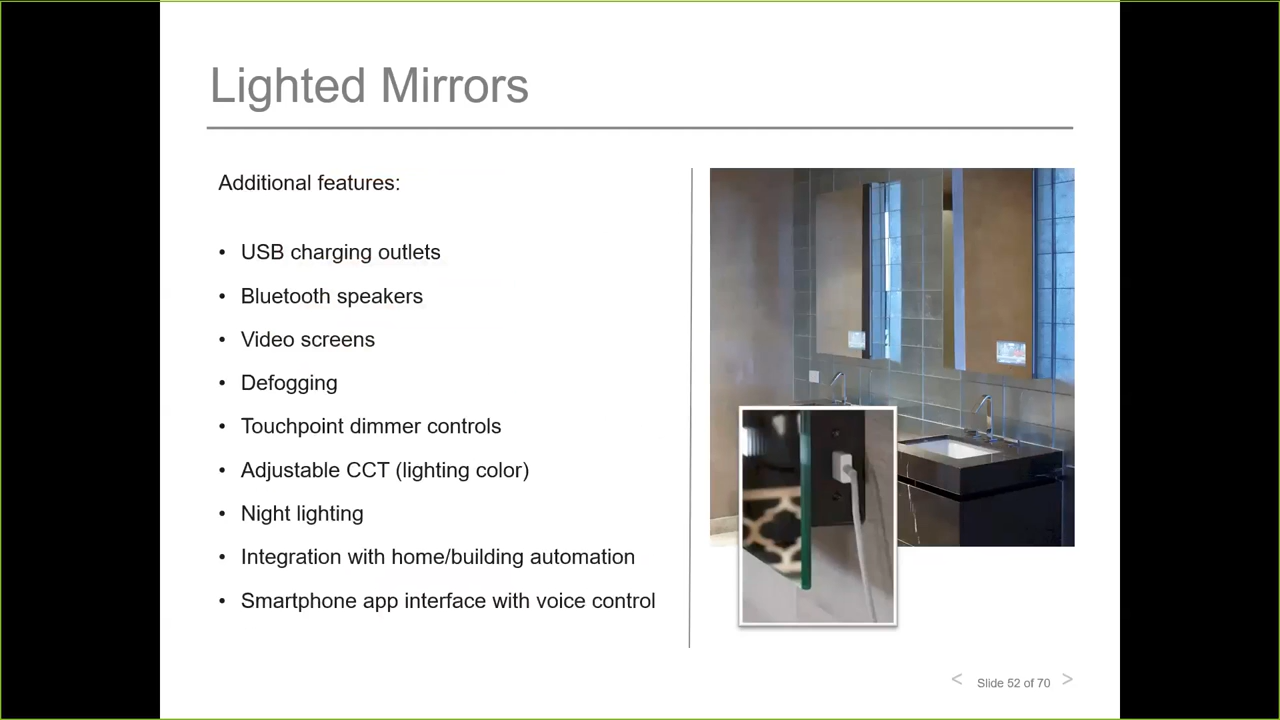 Lighted Mirrors
Additional features:
• USB charging outlets
• Bluetooth speakers
• Video screens
• Defogging
• Touchpoint dimmer controls
• Adjustable CCT (lighting color)
• Night lighting
• Integration with home/building automation
• Smartphone app interface with voice control
< Slide 52 of 70 >